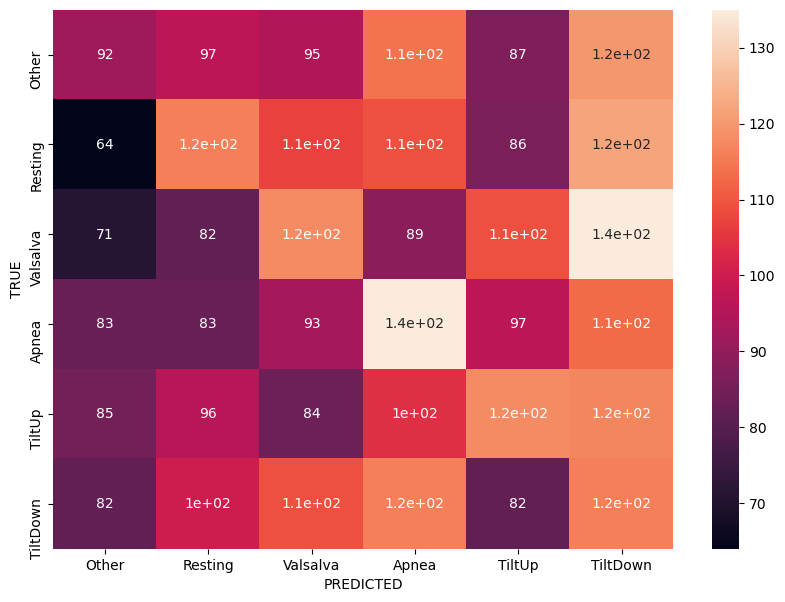 Other 92 97 95 1.1e+02 87 1.2e+02
Resting 64 1.2e+02 1.1e+02 1.1e+02 86 1.2e+02
Valsalva 71 82 1.2e+02 89 1.1e+02 1.4e+02
Apnea 83 83 93 1.4e+02 97 1.1e+02
TiltUp 85 96 84 1e+02 1.2e+02 1.2e+02
TiltDown 82 1e+02 1.1e+02 1.2e+02 82 1.2e+02
TRUE
Other Resting Valsalva Apnea TiltUp TiltDown
PREDICTED
130
120
110
100
90
80
70